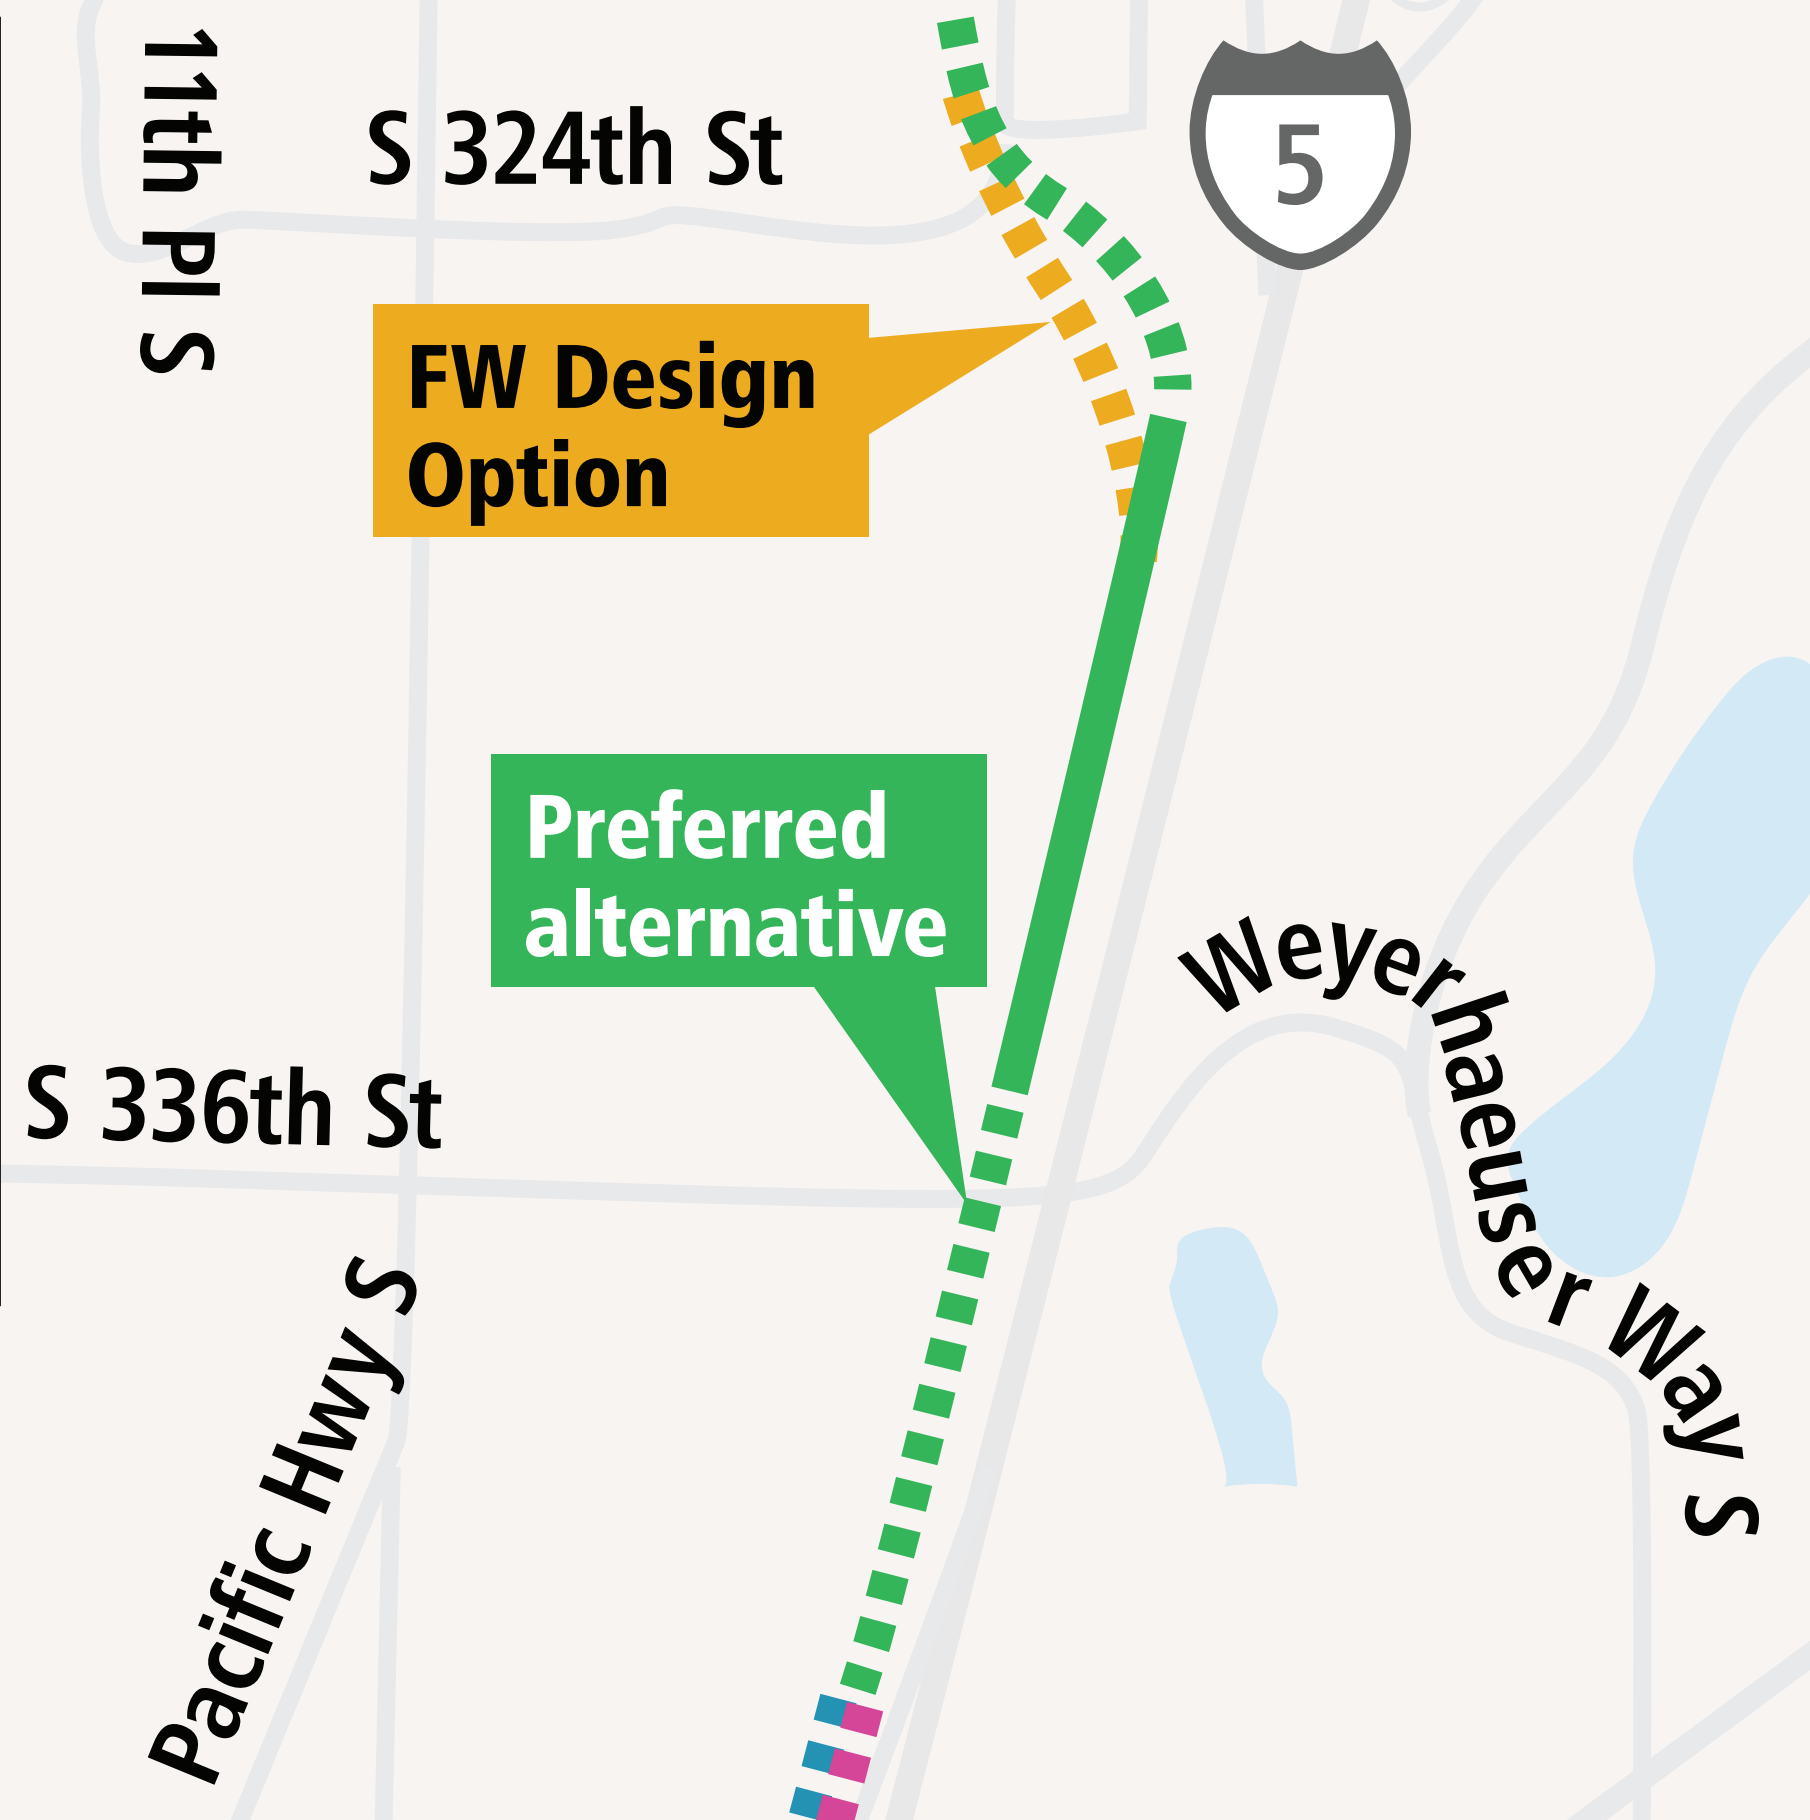 11th Pl S
S 324th St
5
FW Design
Option
Preferred
alternative
Weyerhaeuser Way S
S 336th St
Pacific Hwy S